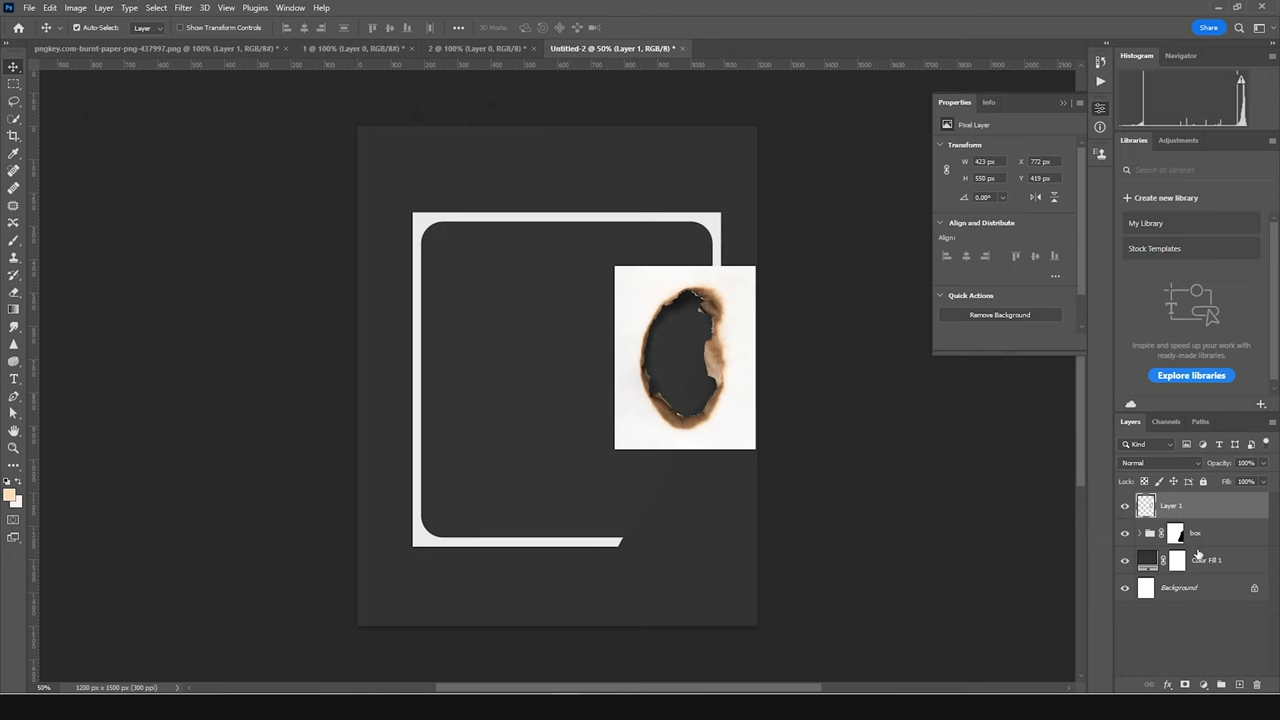 Ps File Edit Image Layer Type Select Filter 3D View Plugins Window Help
Auto-Select: Layer Show Transform Controls 3D Mode: Share
pngkey.com-burnt-paper-png-437997.png @ 100% (Layer 1, RGB/8#) * × 1 @ 100% (Layer 0, RGB/8#) * × 2 @ 100% (Layer 0, RGB/8*) * × Untitled-2 @ 50% (Layer 1, RGB/8) * ×
Histogram Navigator
Properties Info
Pixel Layer
Transform
W 423 px X 772 px
H 550 px Y 419 px
0.00°
Align and Distribute
Align:
Quick Actions
Remove Background
Libraries Adjustments
Search all libraries
+ Create new library
My Library
Stock Templates
Inspire and speed up your work with
ready-made libraries.
Explore libraries
Layers Channels Paths
Kind
Normal Opacity: 100%
Lock: Fill: 100%
Layer 1
box
Color Fill 1
Background
fx
50% 1200 px x 1500 px (300 ppi)